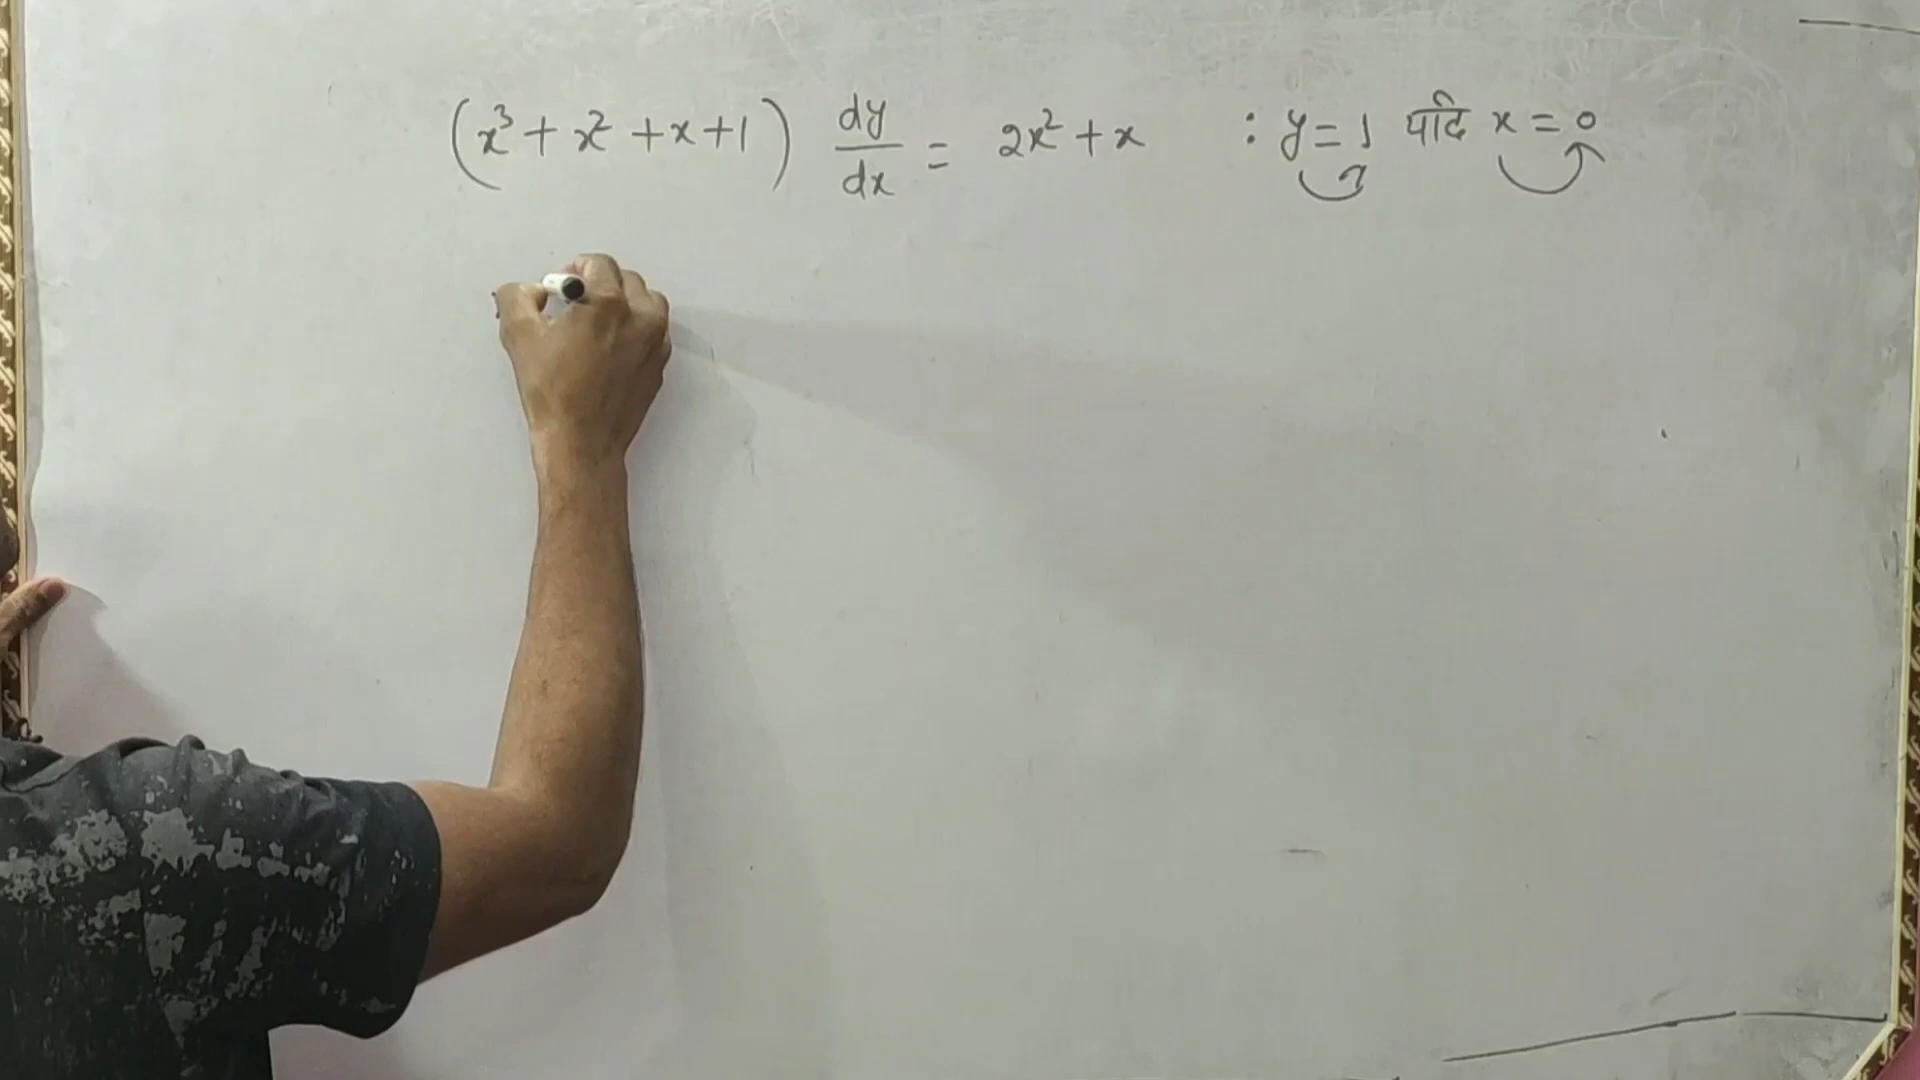 (x³ + x² + x + 1) dy/dx = 2x² + x : y = 1 यदि x = 0